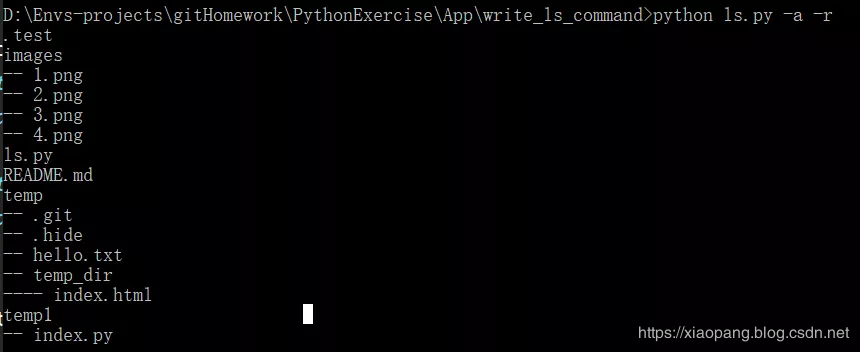 D:\Envs-projects\gitHomework\PythonExercise\App\write_ls_command>python ls.py -a -r
.test
images
-- 1.png
-- 2.png
-- 3.png
-- 4.png
ls.py
README.md
temp
-- .git
-- .hide
-- hello.txt
-- temp_dir
---- index.html
temp1
-- index.py
https://xiaopang.blog.csdn.net